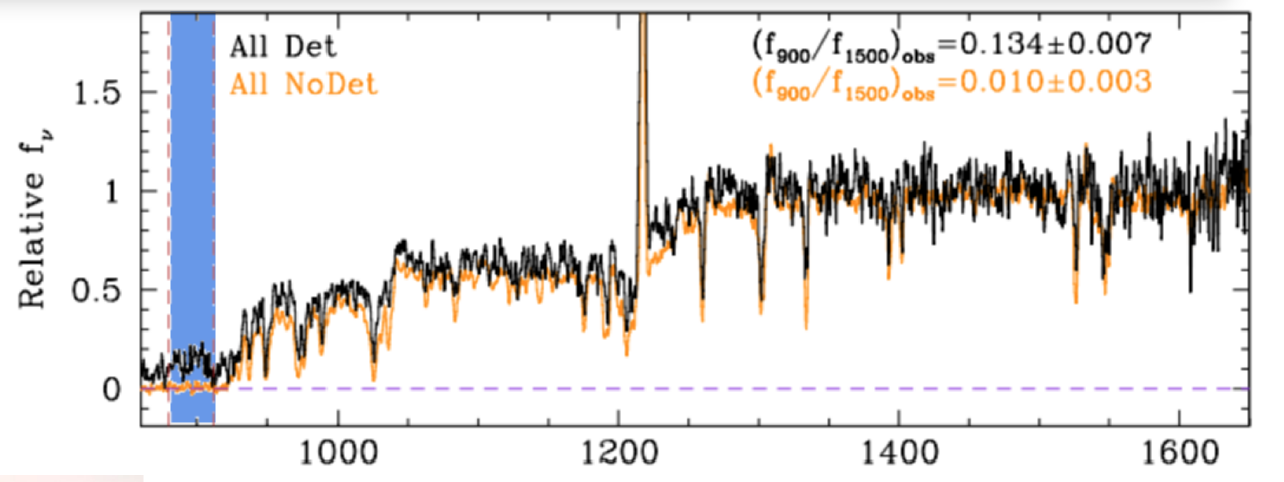 All Det
(f900/f1500)obs=0.134±0.007
All NoDet
(f900/f1500)obs=0.010±0.003
Relative fν
1.5
1
0.5
0
1000 1200 1400 1600